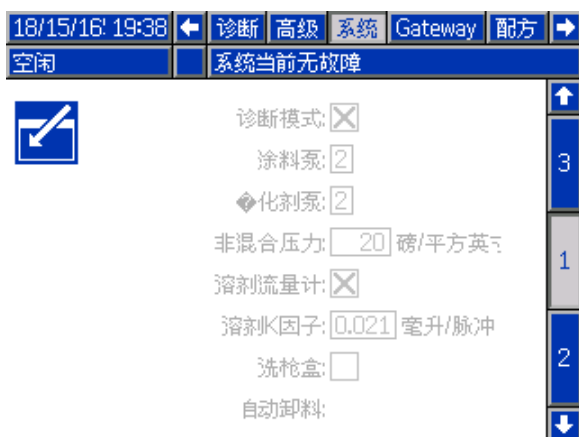 18/15/16 19:38 诊断 高级 系统 Gateway 配方
空闲 系统当前无故障
诊断模式:
涂料泵: 2
3
�化剂泵: 2
非混合压力: 20 磅/平方英寸
1
溶剂流量计:
溶剂K因子: 0.021 毫升/脉冲
洗枪盒:
2
自动卸料: